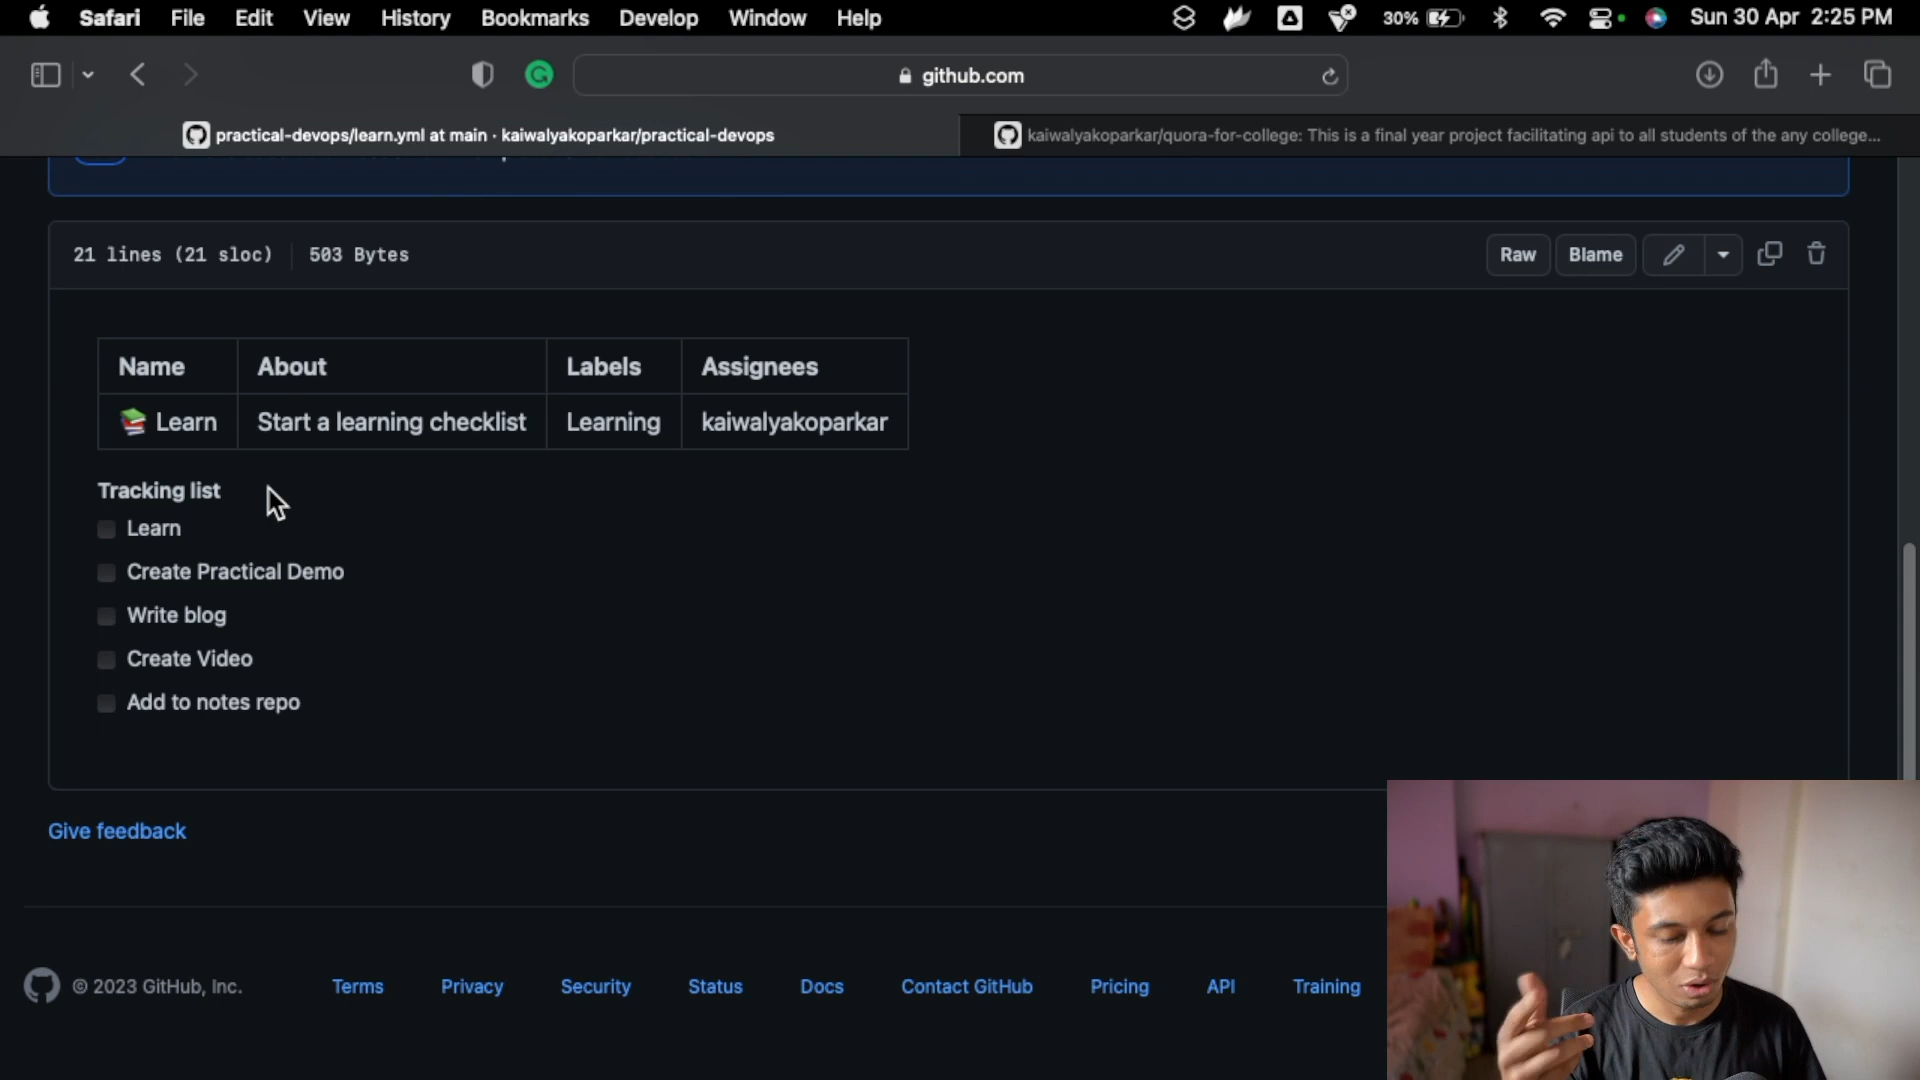 Safari File Edit View History Bookmarks Develop Window Help 30% Sun 30 Apr 2:25 PM
github.com
practical-devops/learn.yml at main · kaiwalyakoparkar/practical-devops
kaiwalyakoparkar/quora-for-college: This is a final year project facilitating api to all students of the any college...
21 lines (21 sloc) 503 Bytes
Raw Blame
Name About Labels Assignees
📚 Learn Start a learning checklist Learning kaiwalyakoparkar
Tracking list
Learn
Create Practical Demo
Write blog
Create Video
Add to notes repo
Give feedback
© 2023 GitHub, Inc. Terms Privacy Security Status Docs Contact GitHub Pricing API Training